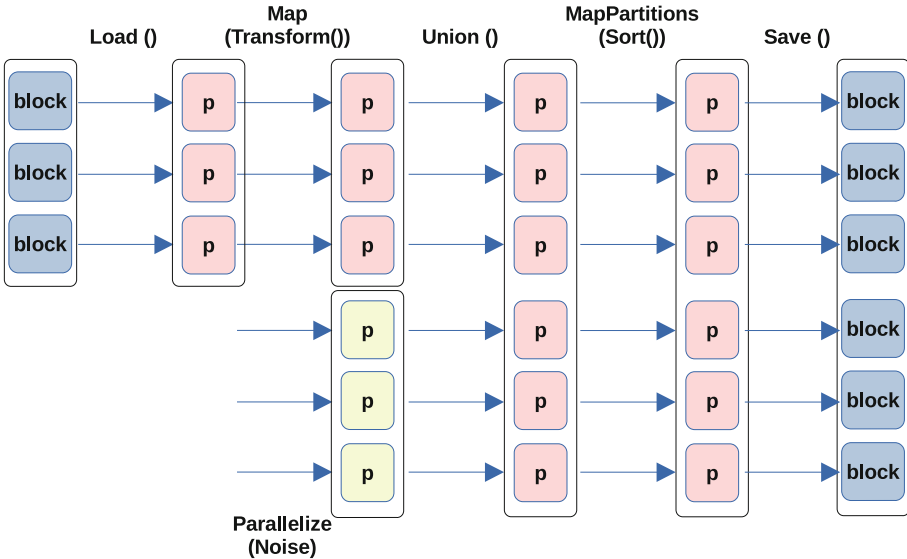 Map
MapPartitions
Load ()
(Transform())
Union ()
(Sort())
Save ()
block p p p p block
block p p p p block
block p p p p block
p p p block
p p p block
p p p block
Parallelize
(Noise)